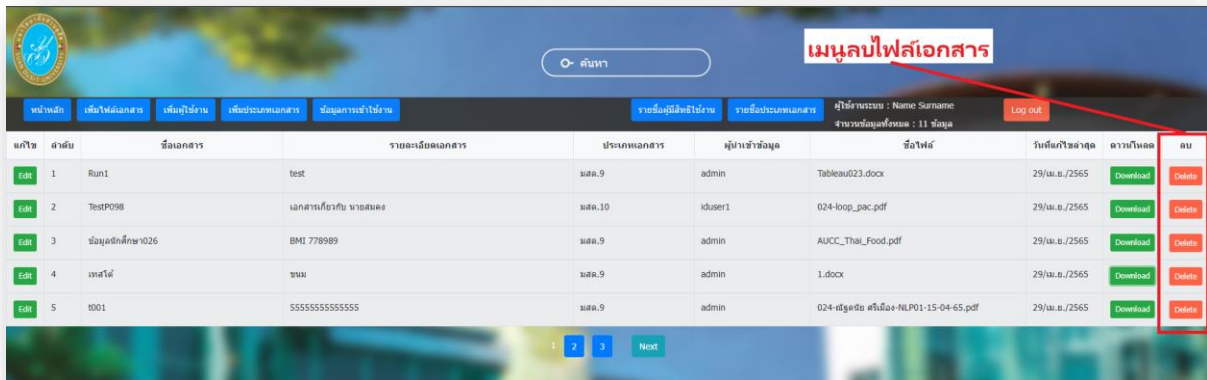 ค้นหา
เมนูลบไฟล์เอกสาร
หน้าหลัก เพิ่มไฟล์เอกสาร เพิ่มผู้ใช้งาน เพิ่มประเภทเอกสาร ข้อมูลการเข้าใช้งาน รายชื่อผู้มีสิทธิใช้งาน รายชื่อประเภทเอกสาร ผู้ใช้งานระบบ : Name Surname Log out
จำนวนข้อมูลทั้งหมด : 11 ข้อมูล
แก้ไข ลำดับ ชื่อเอกสาร รายละเอียดเอกสาร ประเภทเอกสาร ผู้นำเข้าข้อมูล ชื่อไฟล์ วันที่แก้ไขล่าสุด ดาวน์โหลด ลบ
Edit 1 Run1 test มสด.9 admin Tableau023.docx 29/เม.ย./2565 Download Delete
Edit 2 TestP098 เอกสารเกี่ยวกับ นายสมคง มสด.10 iduser1 024-loop_pac.pdf 29/เม.ย./2565 Download Delete
Edit 3 ข้อมูลนักศึกษา026 BMI 778989 มสด.9 admin AUCC_Thai_Food.pdf 29/เม.ย./2565 Download Delete
Edit 4 เทสโต้ ขนม มสด.9 admin 1.docx 29/เม.ย./2565 Download Delete
Edit 5 t001 SSSSSSSSSSSSSS มสด.9 admin 024-ณัฐดนัย ศรีเมือง-NLP01-15-04-65.pdf 29/เม.ย./2565 Download Delete
1 2 3 Next